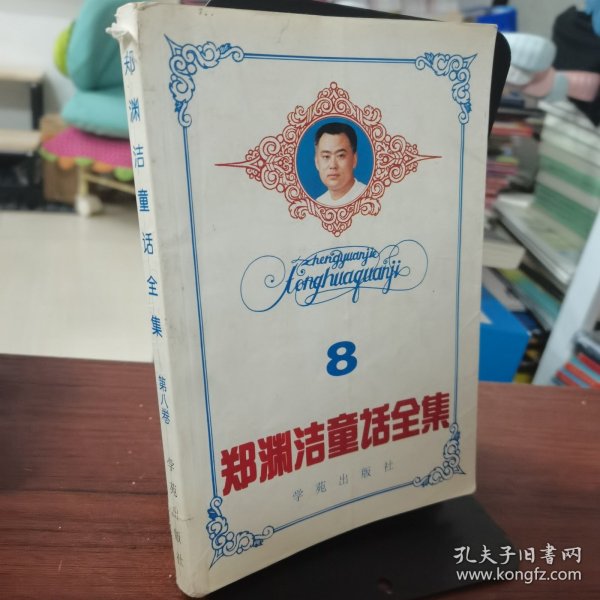 郑渊洁童话全集
第八卷
学苑出版社
zhengyuanjie
tonghuaquanji
8
郑渊洁童话全集
学苑出版社
孔夫子旧书网
www.kongfz.com